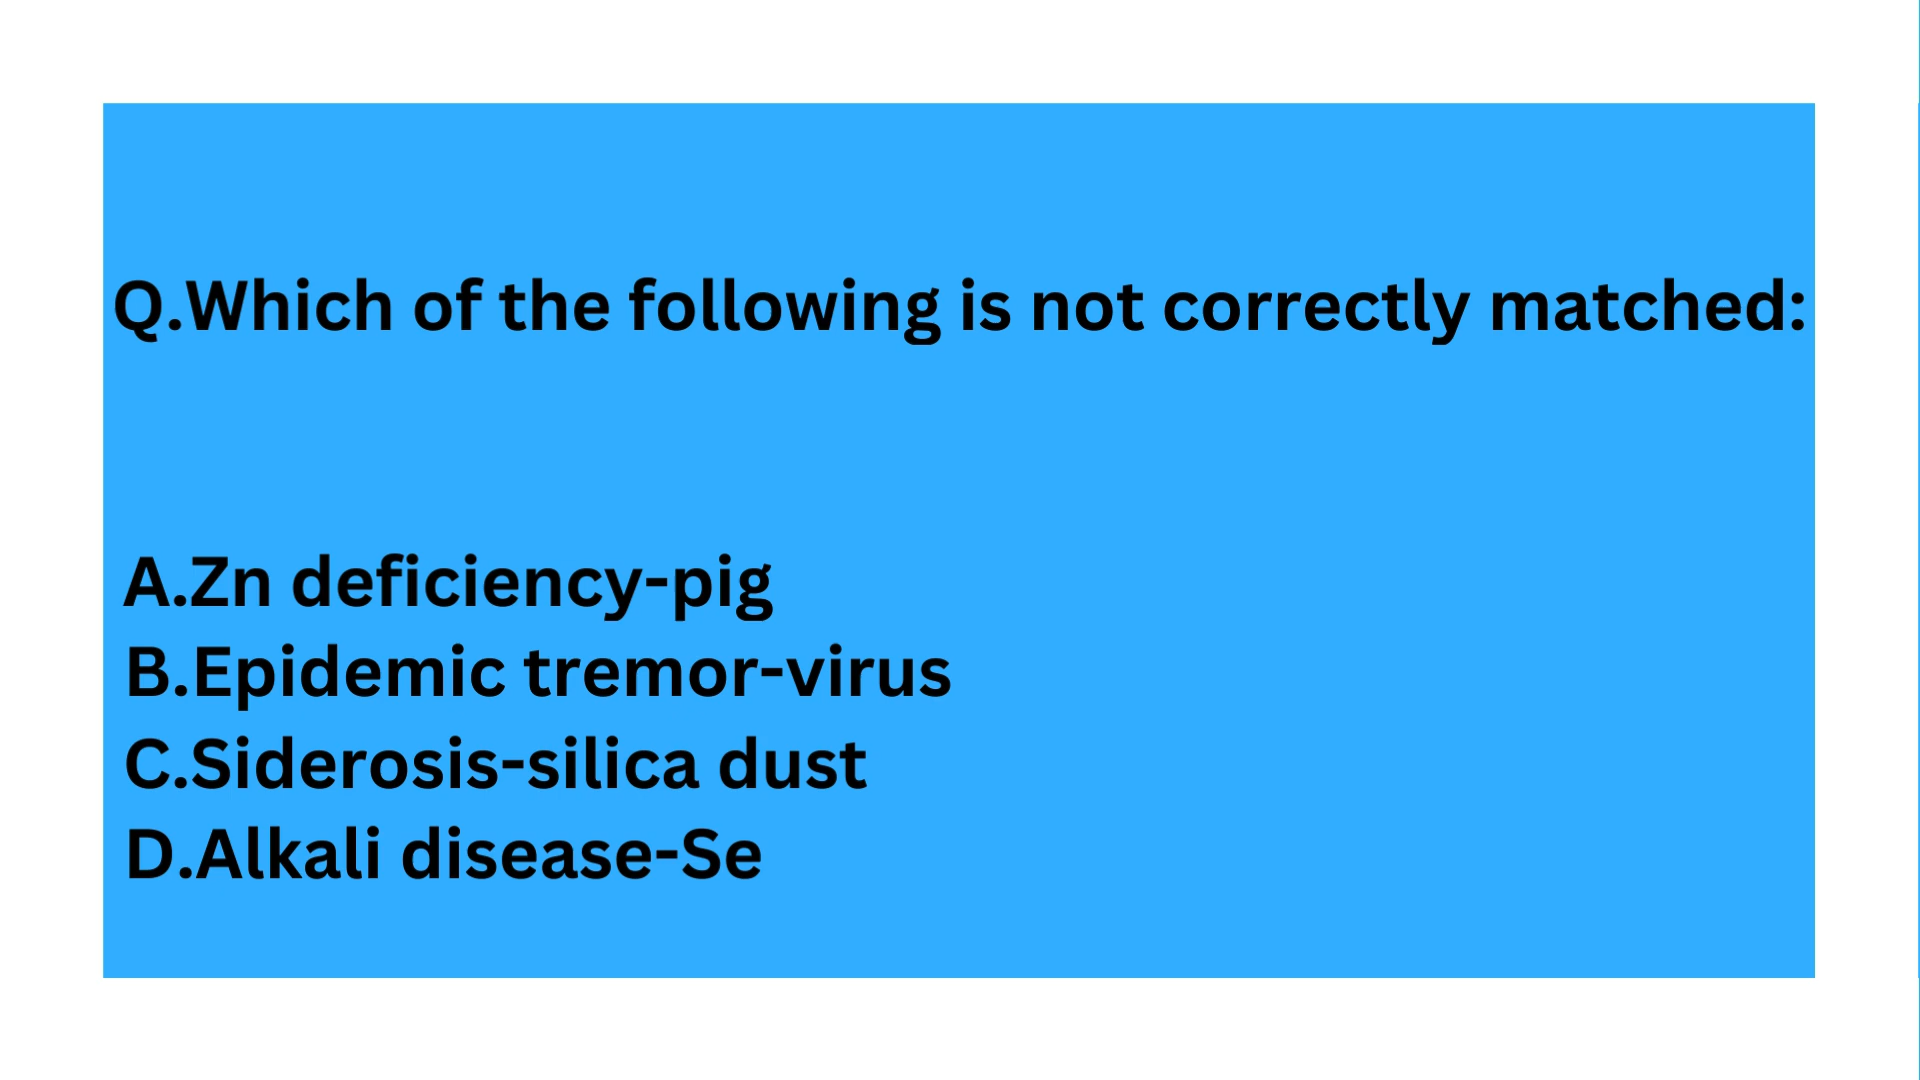 Q.Which of the following is not correctly matched:
A.Zn deficiency-pig
B.Epidemic tremor-virus
C.Siderosis-silica dust
D.Alkali disease-Se